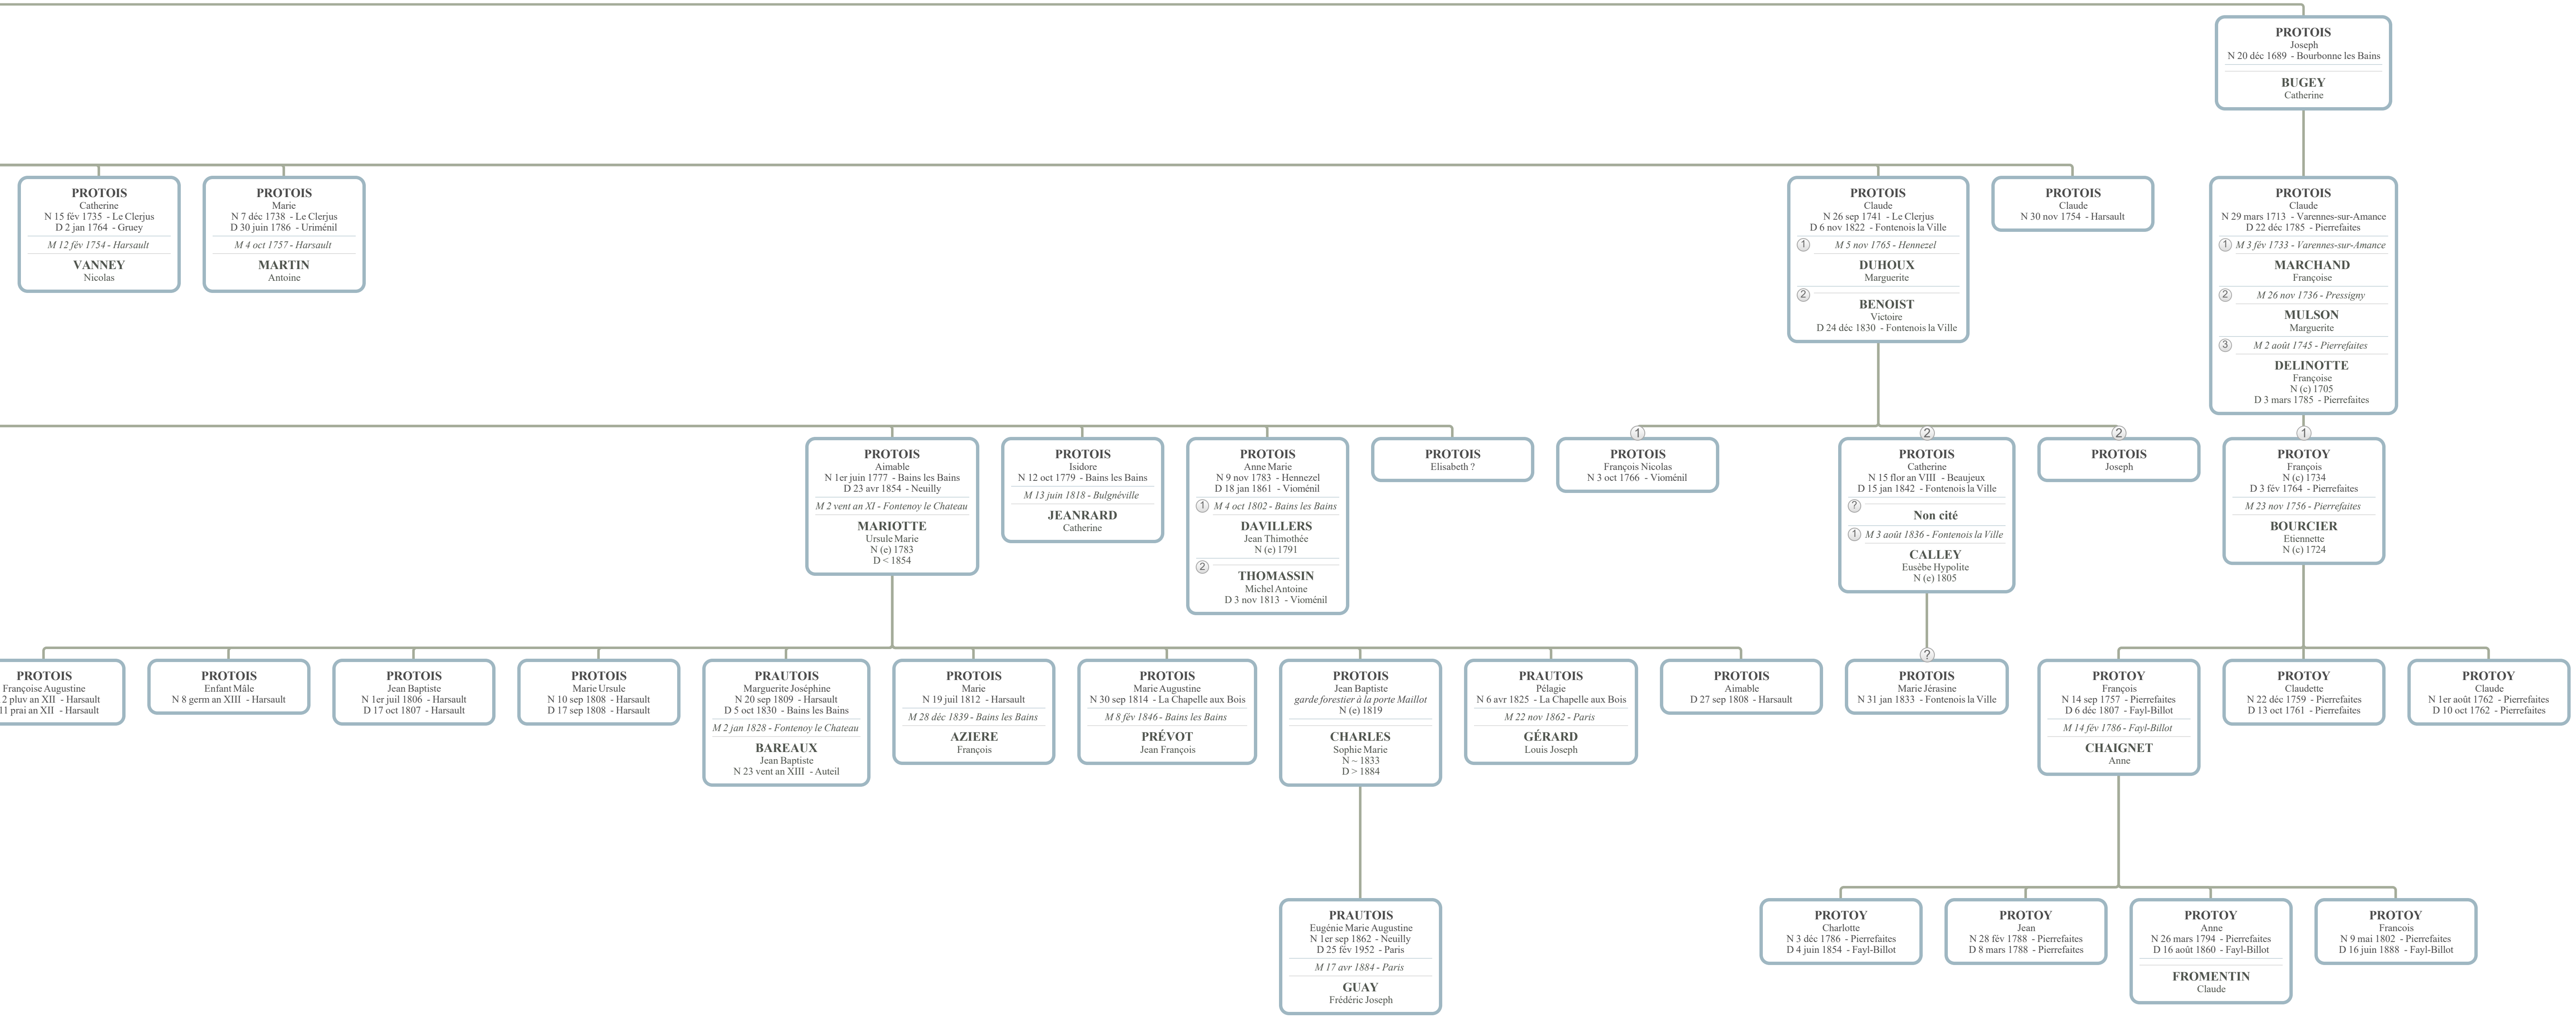 PROTOIS
Joseph
N 20 déc 1689 - Bourbonne les Bains
BUGEY
Catherine
PROTOIS
Catherine
N 15 fév 1735 - Le Clerjus
D 2 jan 1764 - Gruey
M 12 fév 1754 - Harsault
VANNEY
Nicolas
PROTOIS
Marie
N 7 déc 1738 - Le Clerjus
D 30 juin 1786 - Uriménil
M 4 oct 1757 - Harsault
MARTIN
Antoine
PROTOIS
Claude
N 26 sep 1741 - Le Clerjus
D 6 nov 1822 - Fontenois la Ville
1 M 5 nov 1765 - Hennezel
DUHOUX
Marguerite
2
BENOIST
Victoire
D 24 déc 1830 - Fontenois la Ville
PROTOIS
Claude
N 30 nov 1754 - Harsault
PROTOIS
Claude
N 29 mars 1713 - Varennes-sur-Amance
D 22 déc 1785 - Pierrefaites
1 M 3 fév 1733 - Varennes-sur-Amance
MARCHAND
Françoise
2 M 26 nov 1736 - Pressigny
MULSON
Marguerite
3 M 2 août 1745 - Pierrefaites
DELINOTTE
Françoise
N (c) 1705
D 3 mars 1785 - Pierrefaites
PROTOIS
Aimable
N 1er juin 1777 - Bains les Bains
D 23 avr 1854 - Neuilly
M 2 vent an XI - Fontenoy le Chateau
MARIOTTE
Ursule Marie
N (e) 1783
D < 1854
PROTOIS
Isidore
N 12 oct 1779 - Bains les Bains
M 13 juin 1818 - Bulgnéville
JEANRARD
Catherine
PROTOIS
Anne Marie
N 9 nov 1783 - Hennezel
D 18 jan 1861 - Vioménil
1 M 4 oct 1802 - Bains les Bains
DAVILLERS
Jean Thimothée
N (e) 1791
2
THOMASSIN
Michel Antoine
D 3 nov 1813 - Vioménil
PROTOIS
Elisabeth ?
1
PROTOIS
François Nicolas
N 3 oct 1766 - Vioménil
2
PROTOIS
Catherine
N 15 flor an VIII - Beaujeux
D 15 jan 1842 - Fontenois la Ville
?
Non cité
1 M 3 août 1836 - Fontenois la Ville
CALLEY
Eusèbe Hypolite
N (e) 1805
2
PROTOIS
Joseph
1
PROTOY
François
N (c) 1734
D 3 fév 1764 - Pierrefaites
M 23 nov 1756 - Pierrefaites
BOURCIER
Etiennette
N (c) 1724
PROTOIS
Françoise Augustine
2 pluv an XII - Harsault
11 prai an XII - Harsault
PROTOIS
Enfant Mâle
N 8 germ an XIII - Harsault
PROTOIS
Jean Baptiste
N 1er juil 1806 - Harsault
D 17 oct 1807 - Harsault
PROTOIS
Marie Ursule
N 10 sep 1808 - Harsault
D 17 sep 1808 - Harsault
PRAUTOIS
Marguerite Joséphine
N 20 sep 1809 - Harsault
D 5 oct 1830 - Bains les Bains
M 2 jan 1828 - Fontenoy le Chateau
BAREAUX
Jean Baptiste
N 23 vent an XIII - Auteil
PROTOIS
Marie
N 19 juil 1812 - Harsault
M 28 déc 1839 - Bains les Bains
AZIERE
François
PROTOIS
Marie Augustine
N 30 sep 1814 - La Chapelle aux Bois
M 8 fév 1846 - Bains les Bains
PRÉVOT
Jean François
PROTOIS
Jean Baptiste
garde forestier à la porte Maillot
N (e) 1819
CHARLES
Sophie Marie
N ~ 1833
D > 1884
PRAUTOIS
Pélagie
N 6 avr 1825 - La Chapelle aux Bois
M 22 nov 1862 - Paris
GÉRARD
Louis Joseph
PROTOIS
Aimable
D 27 sep 1808 - Harsault
?
PROTOIS
Marie Jérasine
N 31 jan 1833 - Fontenois la Ville
PROTOY
François
N 14 sep 1757 - Pierrefaites
D 6 déc 1807 - Fayl-Billot
M 14 fév 1786 - Fayl-Billot
CHAIGNET
Anne
PROTOY
Claudette
N 22 déc 1759 - Pierrefaites
D 13 oct 1761 - Pierrefaites
PROTOY
Claude
N 1er août 1762 - Pierrefaites
D 10 oct 1762 - Pierrefaites
PRAUTOIS
Eugénie Marie Augustine
N 1er sep 1862 - Neuilly
D 25 fév 1952 - Paris
M 17 avr 1884 - Paris
GUAY
Frédéric Joseph
PROTOY
Charlotte
N 3 déc 1786 - Pierrefaites
D 4 juin 1854 - Fayl-Billot
PROTOY
Jean
N 28 fév 1788 - Pierrefaites
D 8 mars 1788 - Pierrefaites
PROTOY
Anne
N 26 mars 1794 - Pierrefaites
D 16 août 1860 - Fayl-Billot
FROMENTIN
Claude
PROTOY
Francois
N 9 mai 1802 - Pierrefaites
D 16 juin 1888 - Fayl-Billot